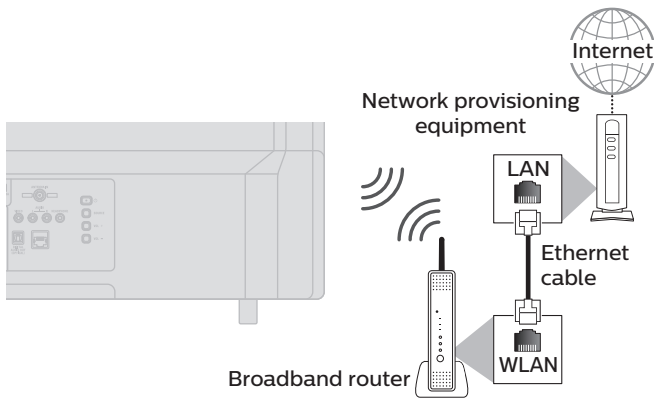 Internet
Network provisioning
equipment
LAN
Ethernet
cable
WLAN
Broadband router